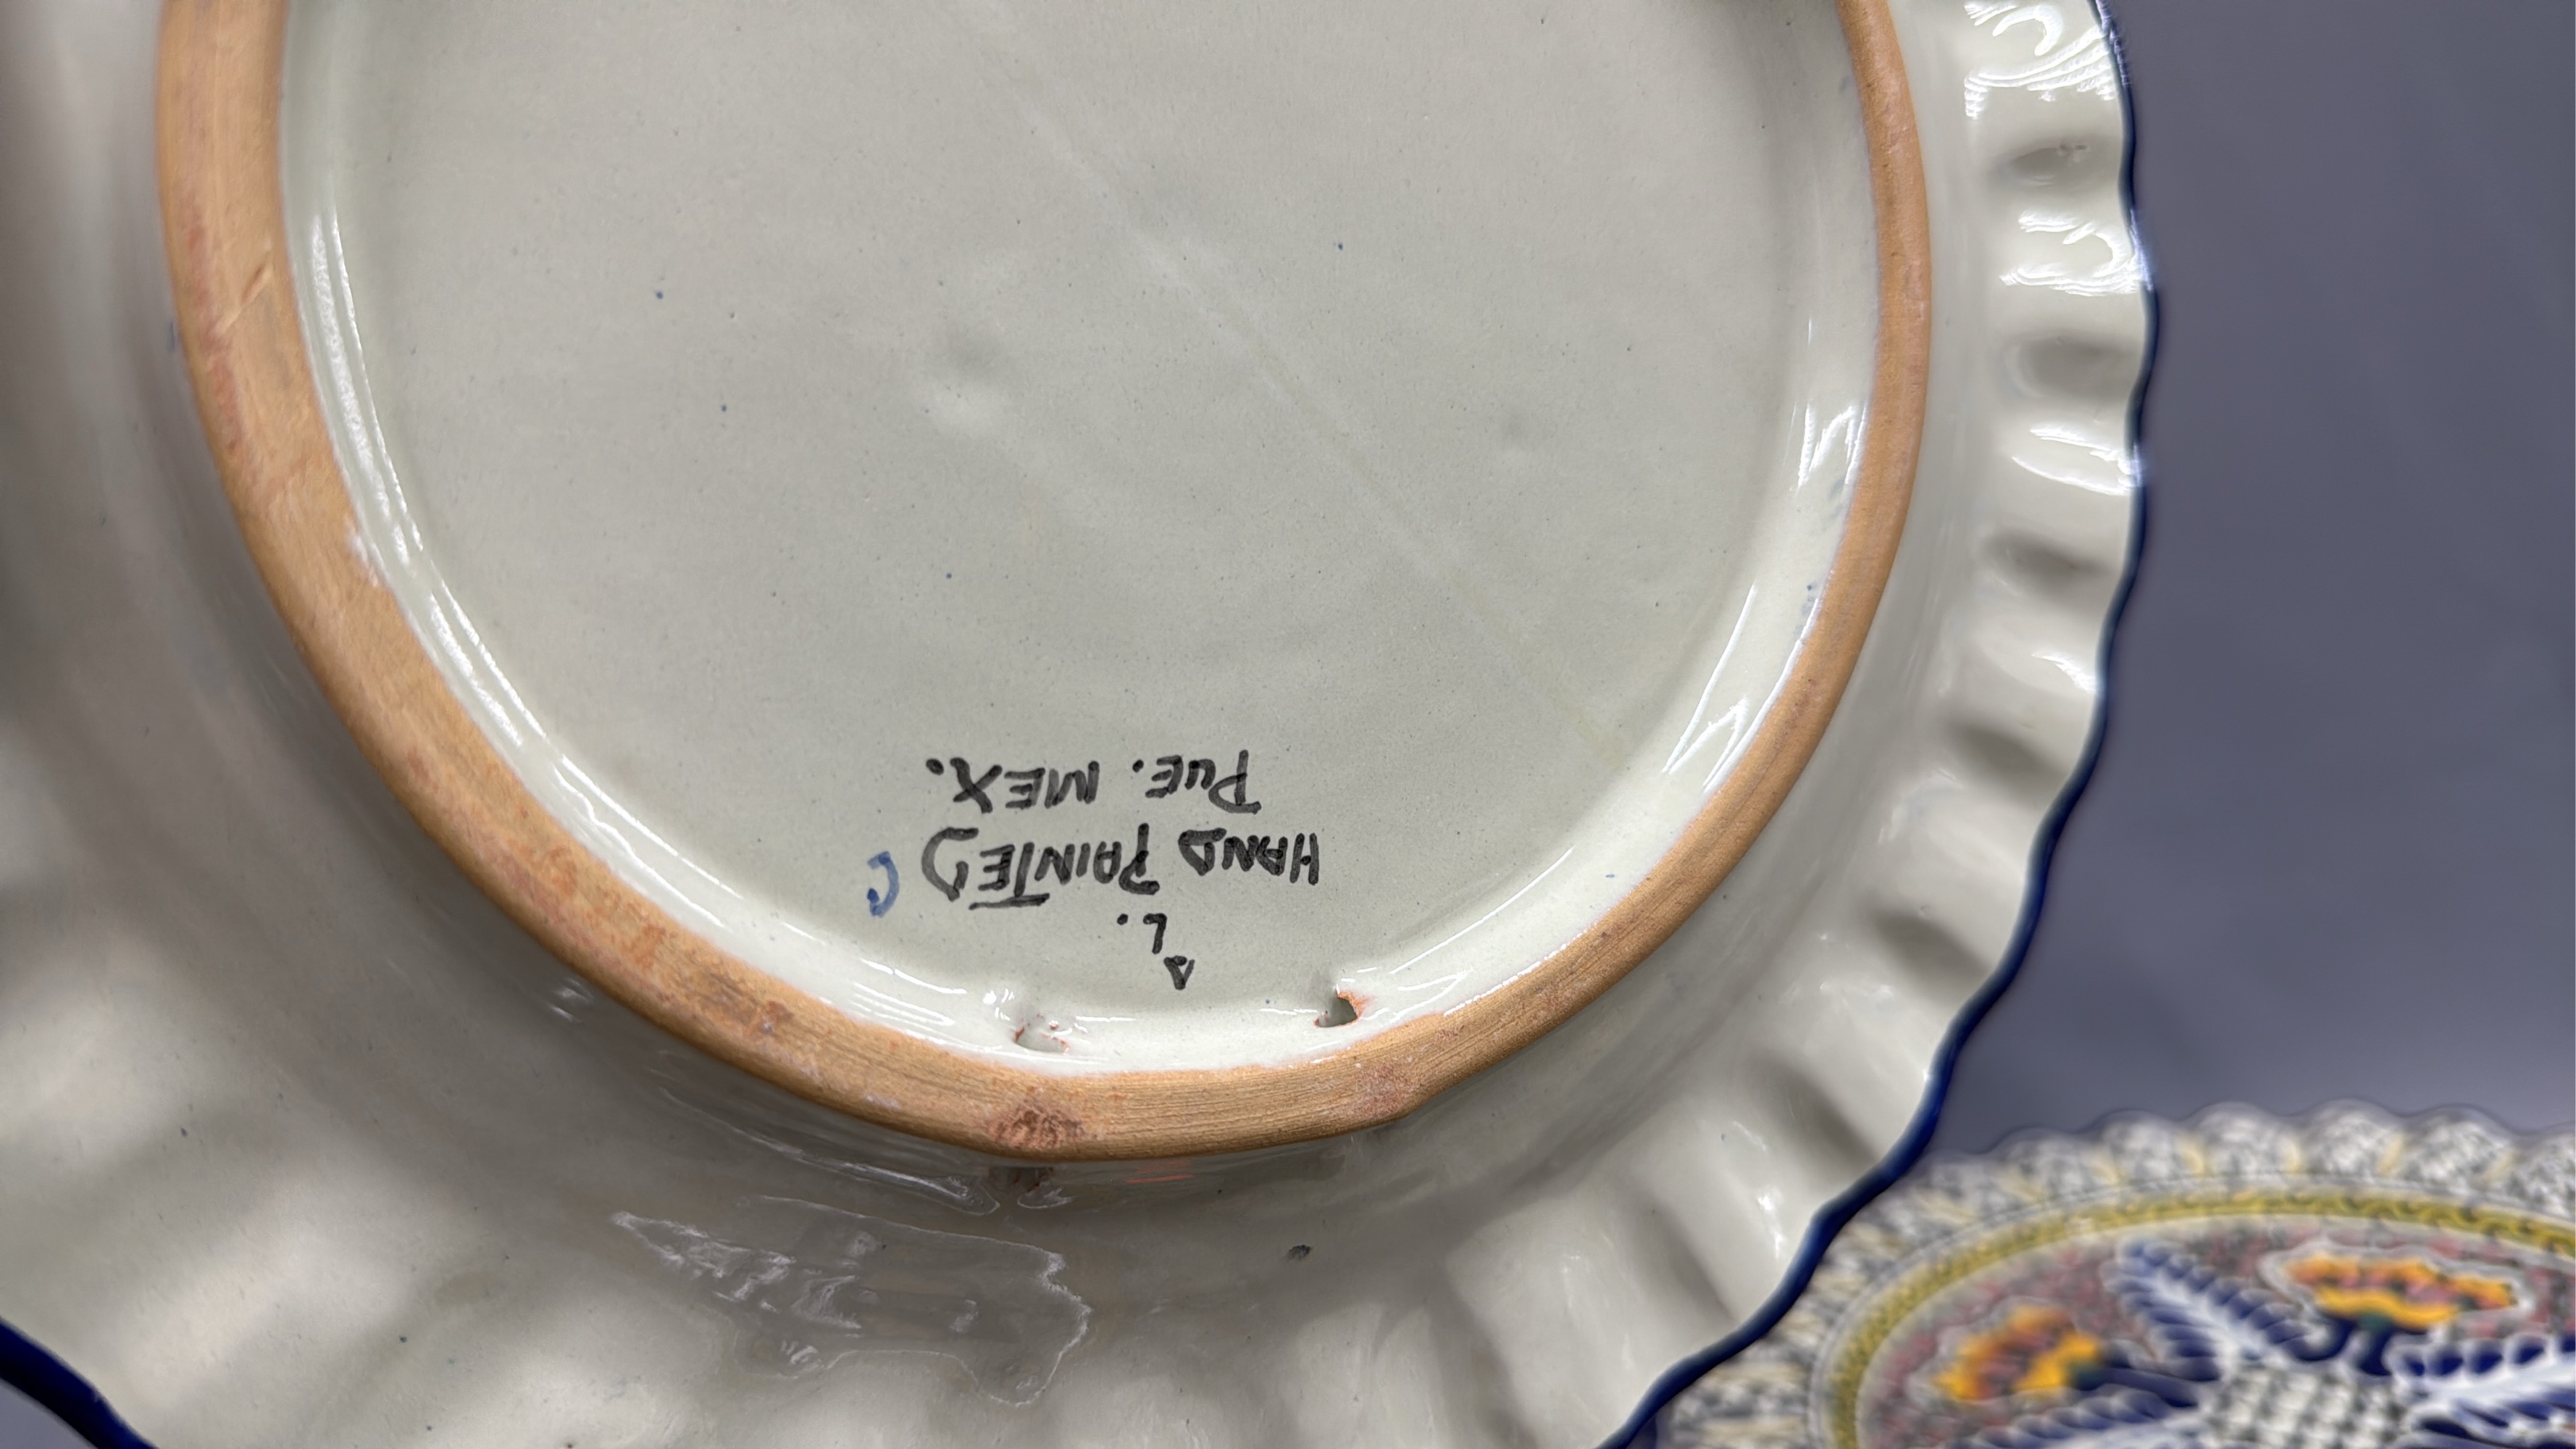 A
L.
HAND PAINTED C
PUE. MEX.